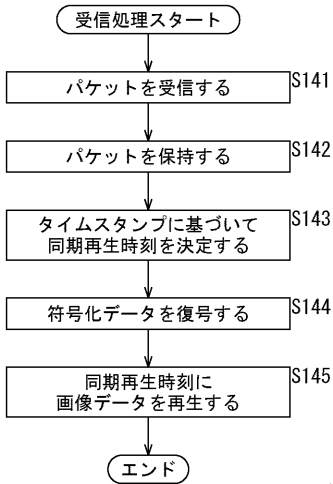 受信処理スタート
パケットを受信する
S141
パケットを保持する
S142
タイムスタンプに基づいて
同期再生時刻を決定する
S143
符号化データを復号する
S144
同期再生時刻に
画像データを再生する
S145
エンド